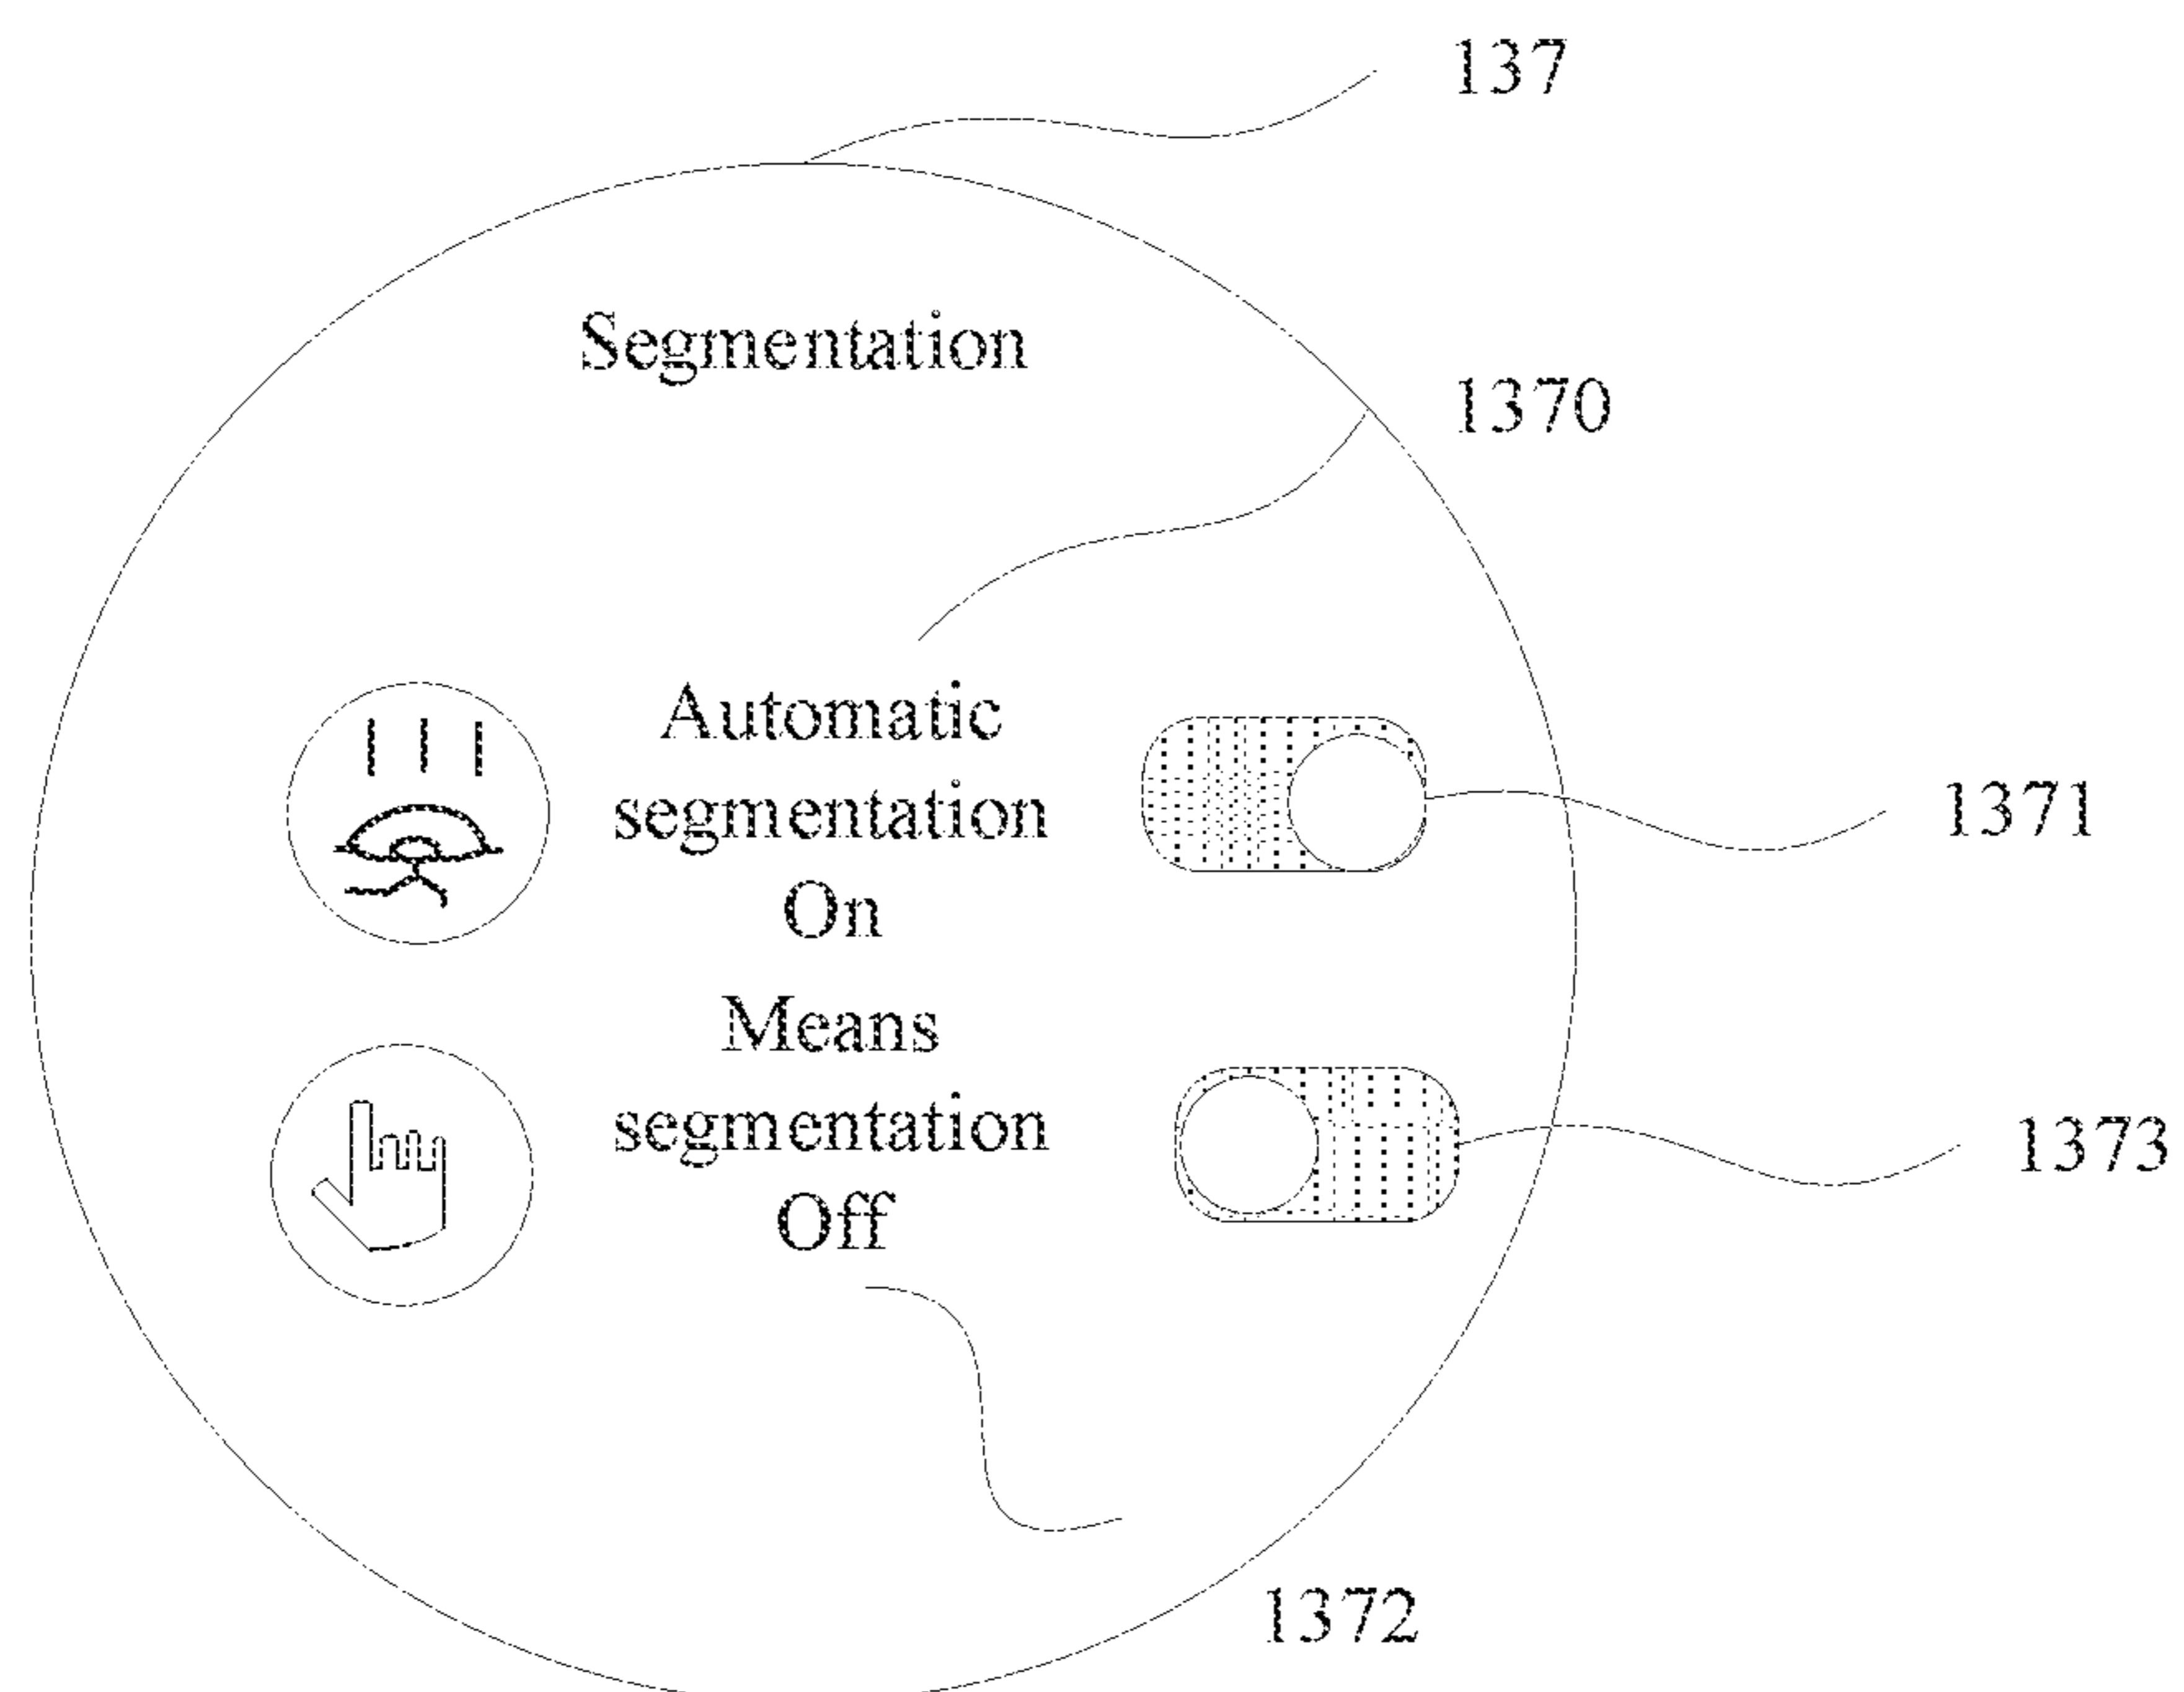 137
Segmentation
1370
Automatic
segmentation
On
1371
Means
segmentation
Off
1373
1372